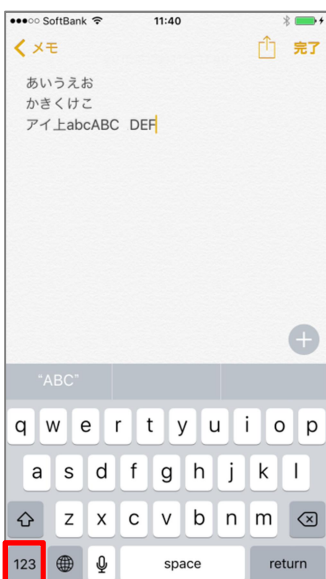 SoftBank 11:40
メモ 完了
あいうえお
かきくけこ
アイ上abcABC DEF
“ABC”
q w e r t y u i o p
a s d f g h j k l
z x c v b n m
123 space return